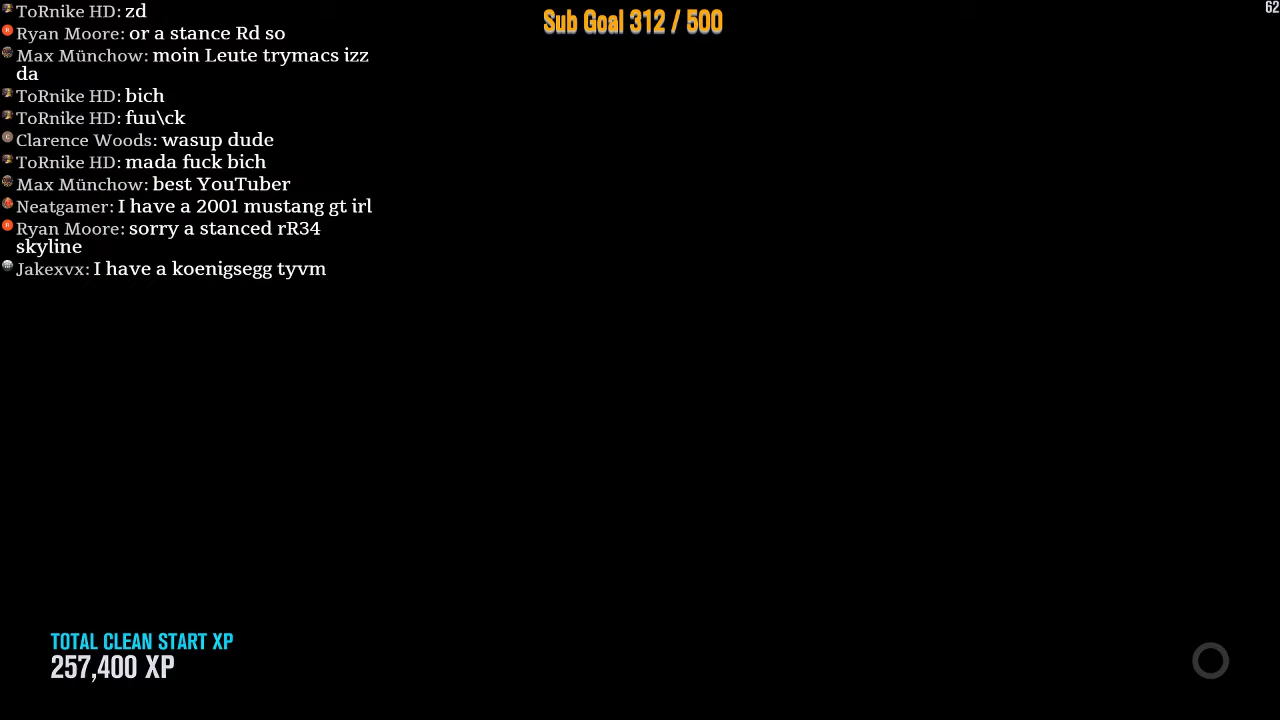 ToRnike HD: zd
Sub Goal 312 / 500
62
Ryan Moore: or a stance Rd so
Max Münchow: moin Leute trymacs izz
da
ToRnike HD: bich
ToRnike HD: fuu\ck
Clarence Woods: wasup dude
ToRnike HD: mada fuck bich
Max Münchow: best YouTuber
Neatgamer: I have a 2001 mustang gt irl
Ryan Moore: sorry a stanced rR34
skyline
Jakexvx: I have a koenigsegg tyvm
TOTAL CLEAN START XP
257,400 XP